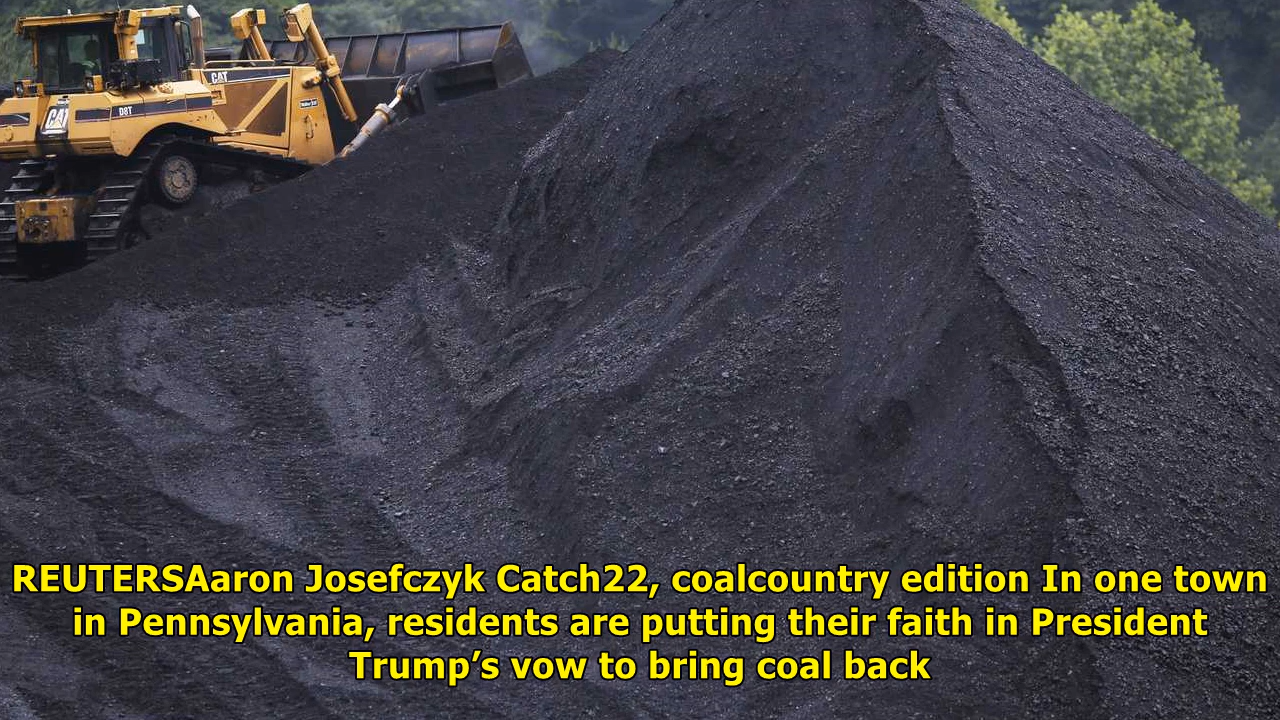 CAT
CAT
D8T
REUTERSAaron Josefczyk Catch22, coalcountry edition In one town
in Pennsylvania, residents are putting their faith in President
Trump’s vow to bring coal back